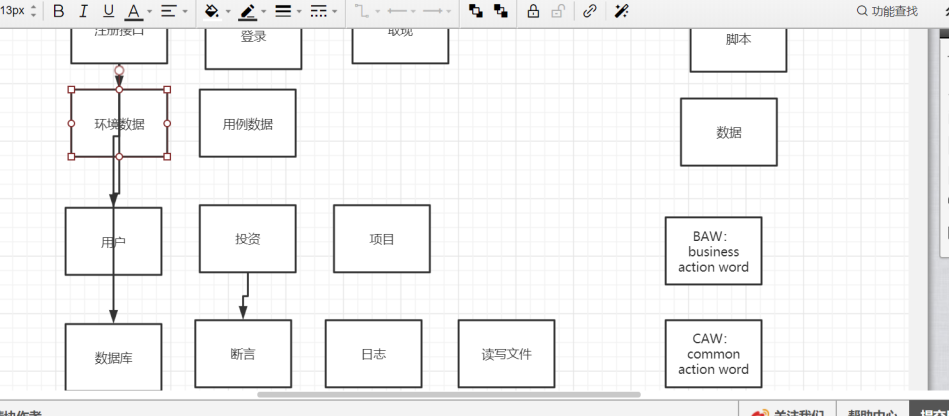 13px B I U A
功能查找
注册接口
登录
取现
脚本
环境数据
用例数据
数据
用户
投资
项目
BAW：
business
action word
数据库
断言
日志
读写文件
CAW：
common
action word
关注我们
帮助中心